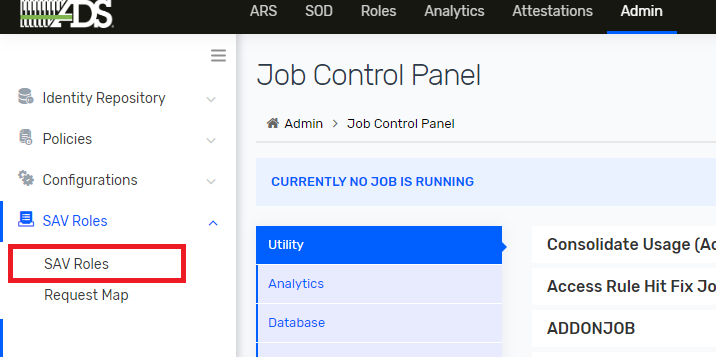 ADS
ARS SOD Roles Analytics Attestations Admin
Job Control Panel
Identity Repository
Admin > Job Control Panel
Policies
Configurations
CURRENTLY NO JOB IS RUNNING
SAV Roles
Utility
Consolidate Usage (Ac
SAV Roles
Analytics
Access Rule Hit Fix Jo
Request Map
Database
ADDONJOB